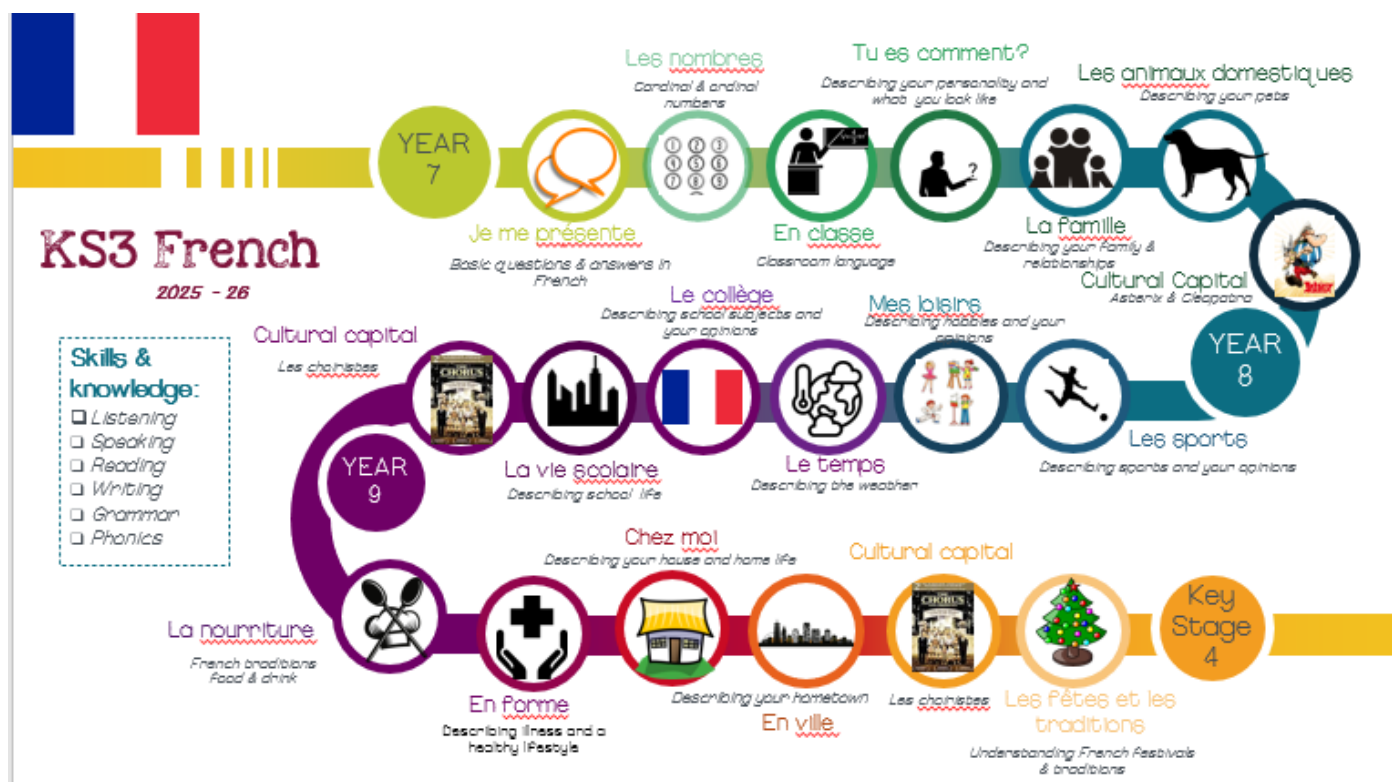 Les nombres
Cardinal & ordinal
numbers
Tu es comment?
Describing your personality and
what you look like
Les animaux domestiques
Describing your pets
YEAR
7
Je me présente
Basic questions & answers in
French
En classe
Classroom language
La famille
Describing your family &
relationships
Cultural Capital
Asterix & Cleopatra
KS3 French
2025 - 26
YEAR
8
Les sports
Describing sports and your opinions
Mes loisirs
Describing hobbies and your
opinions
Le temps
Describing the weather
Le collège
Describing school subjects and
your opinions
La vie scolaire
Describing school life
Cultural capital
Les choristes
CHORUS
Skills &
knowledge:
Listening
Speaking
Reading
Writing
Grammar
Phonics
YEAR
9
La nourriture
French traditions
food & drink
En forme
Describing illness and a
healthy lifestyle
Chez moi
Describing your house and home life
Describing your hometown
En ville
Cultural capital
CHORUS
Les choristes
Les fêtes et les
traditions
Understanding French festivals
& traditions
Key
Stage
4